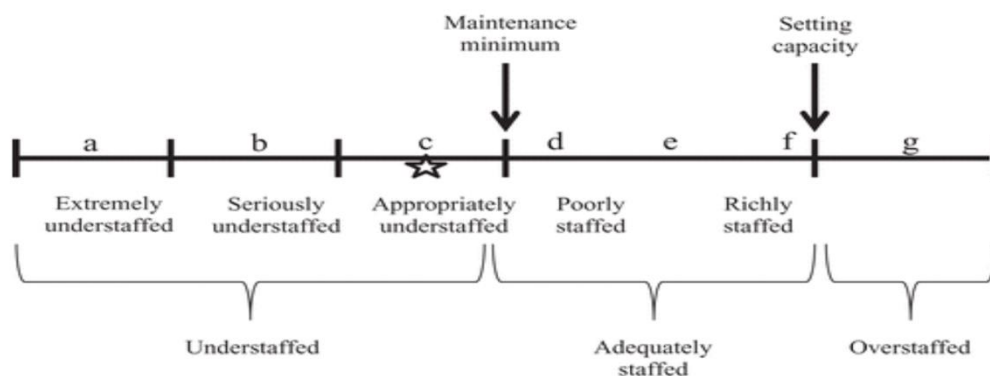 Maintenance
minimum
Setting
capacity
a
b
c
d
e
f
g
Extremely
understaffed
Seriously
understaffed
Appropriately
understaffed
Poorly
staffed
Richly
staffed
Understaffed
Adequately
staffed
Overstaffed